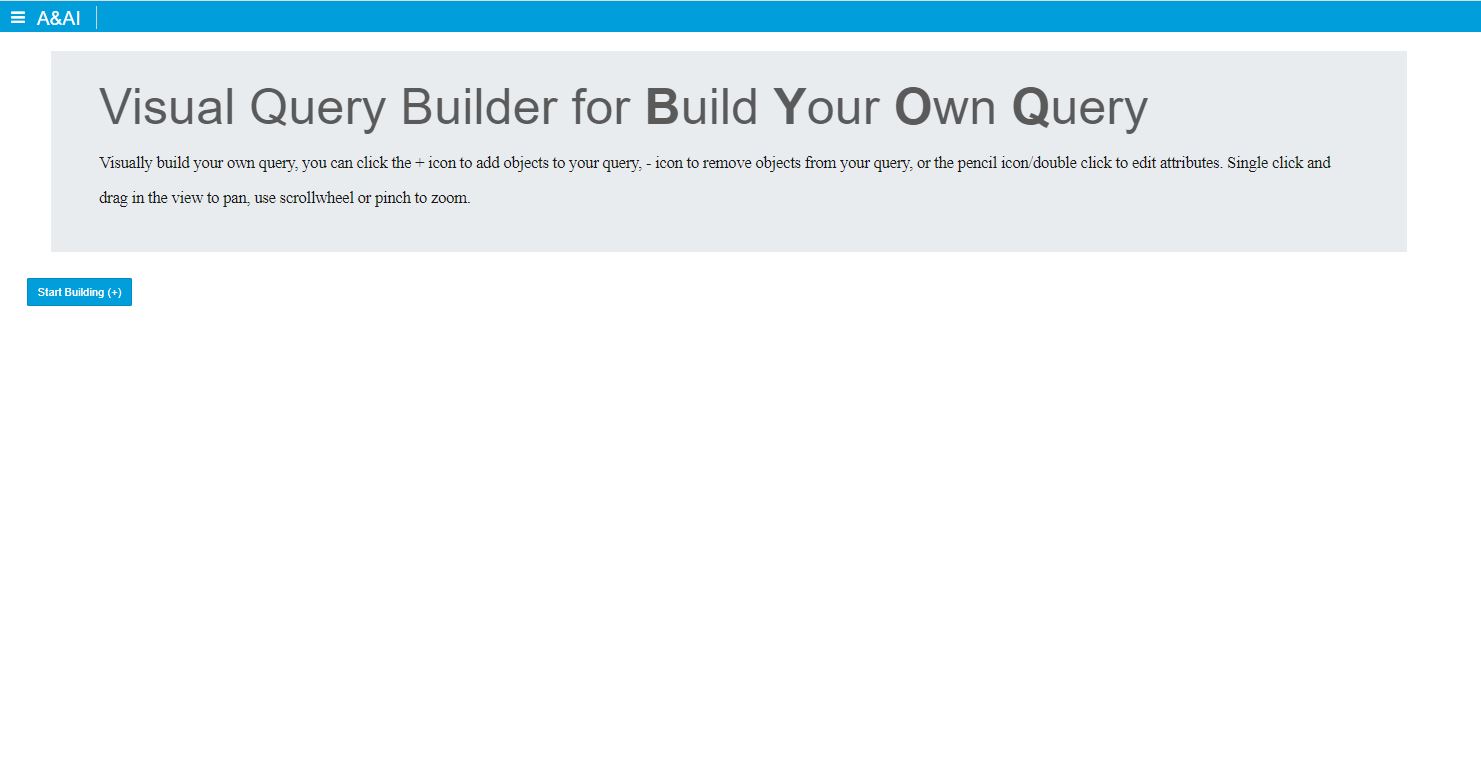 A&AI
Visual Query Builder for Build Your Own Query
Visually build your own query, you can click the + icon to add objects to your query, - icon to remove objects from your query, or the pencil icon/double click to edit attributes. Single click and
drag in the view to pan, use scrollwheel or pinch to zoom.
Start Building (+)